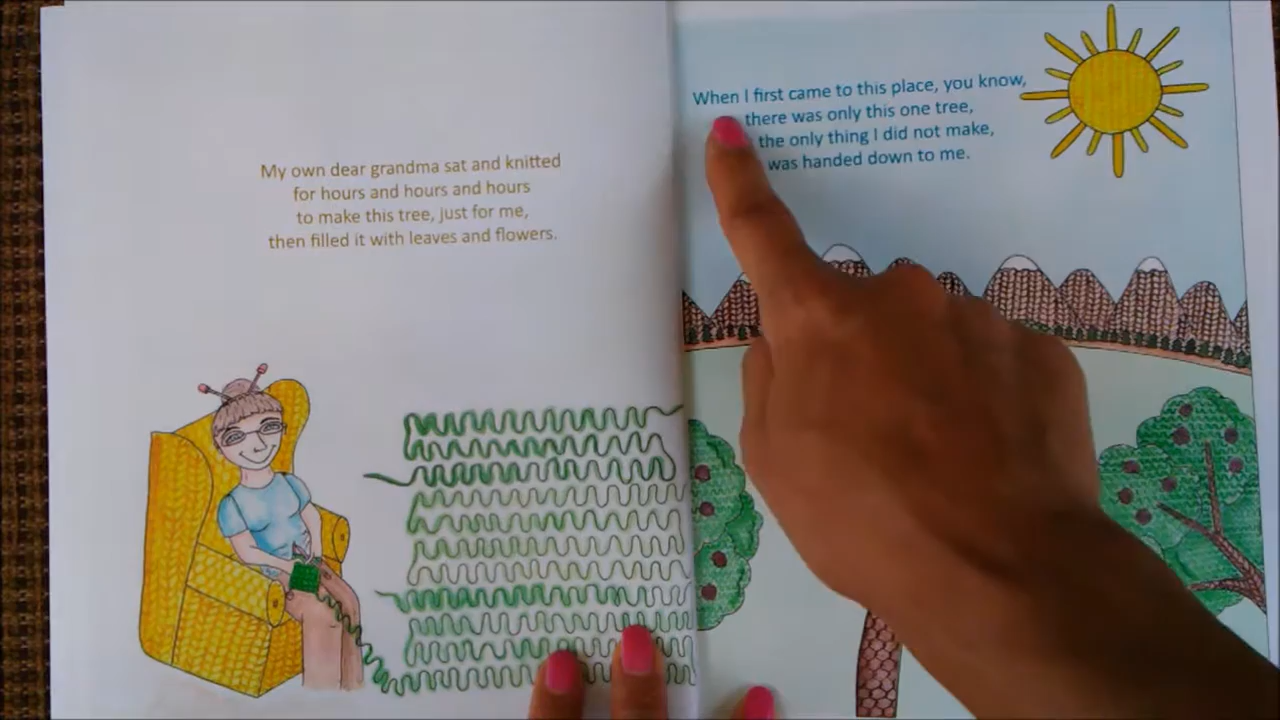 My own dear grandma sat and knitted
for hours and hours and hours
to make this tree, just for me,
then filled it with leaves and flowers.
When I first came to this place, you know,
there was only this one tree,
the only thing I did not make,
was handed down to me.